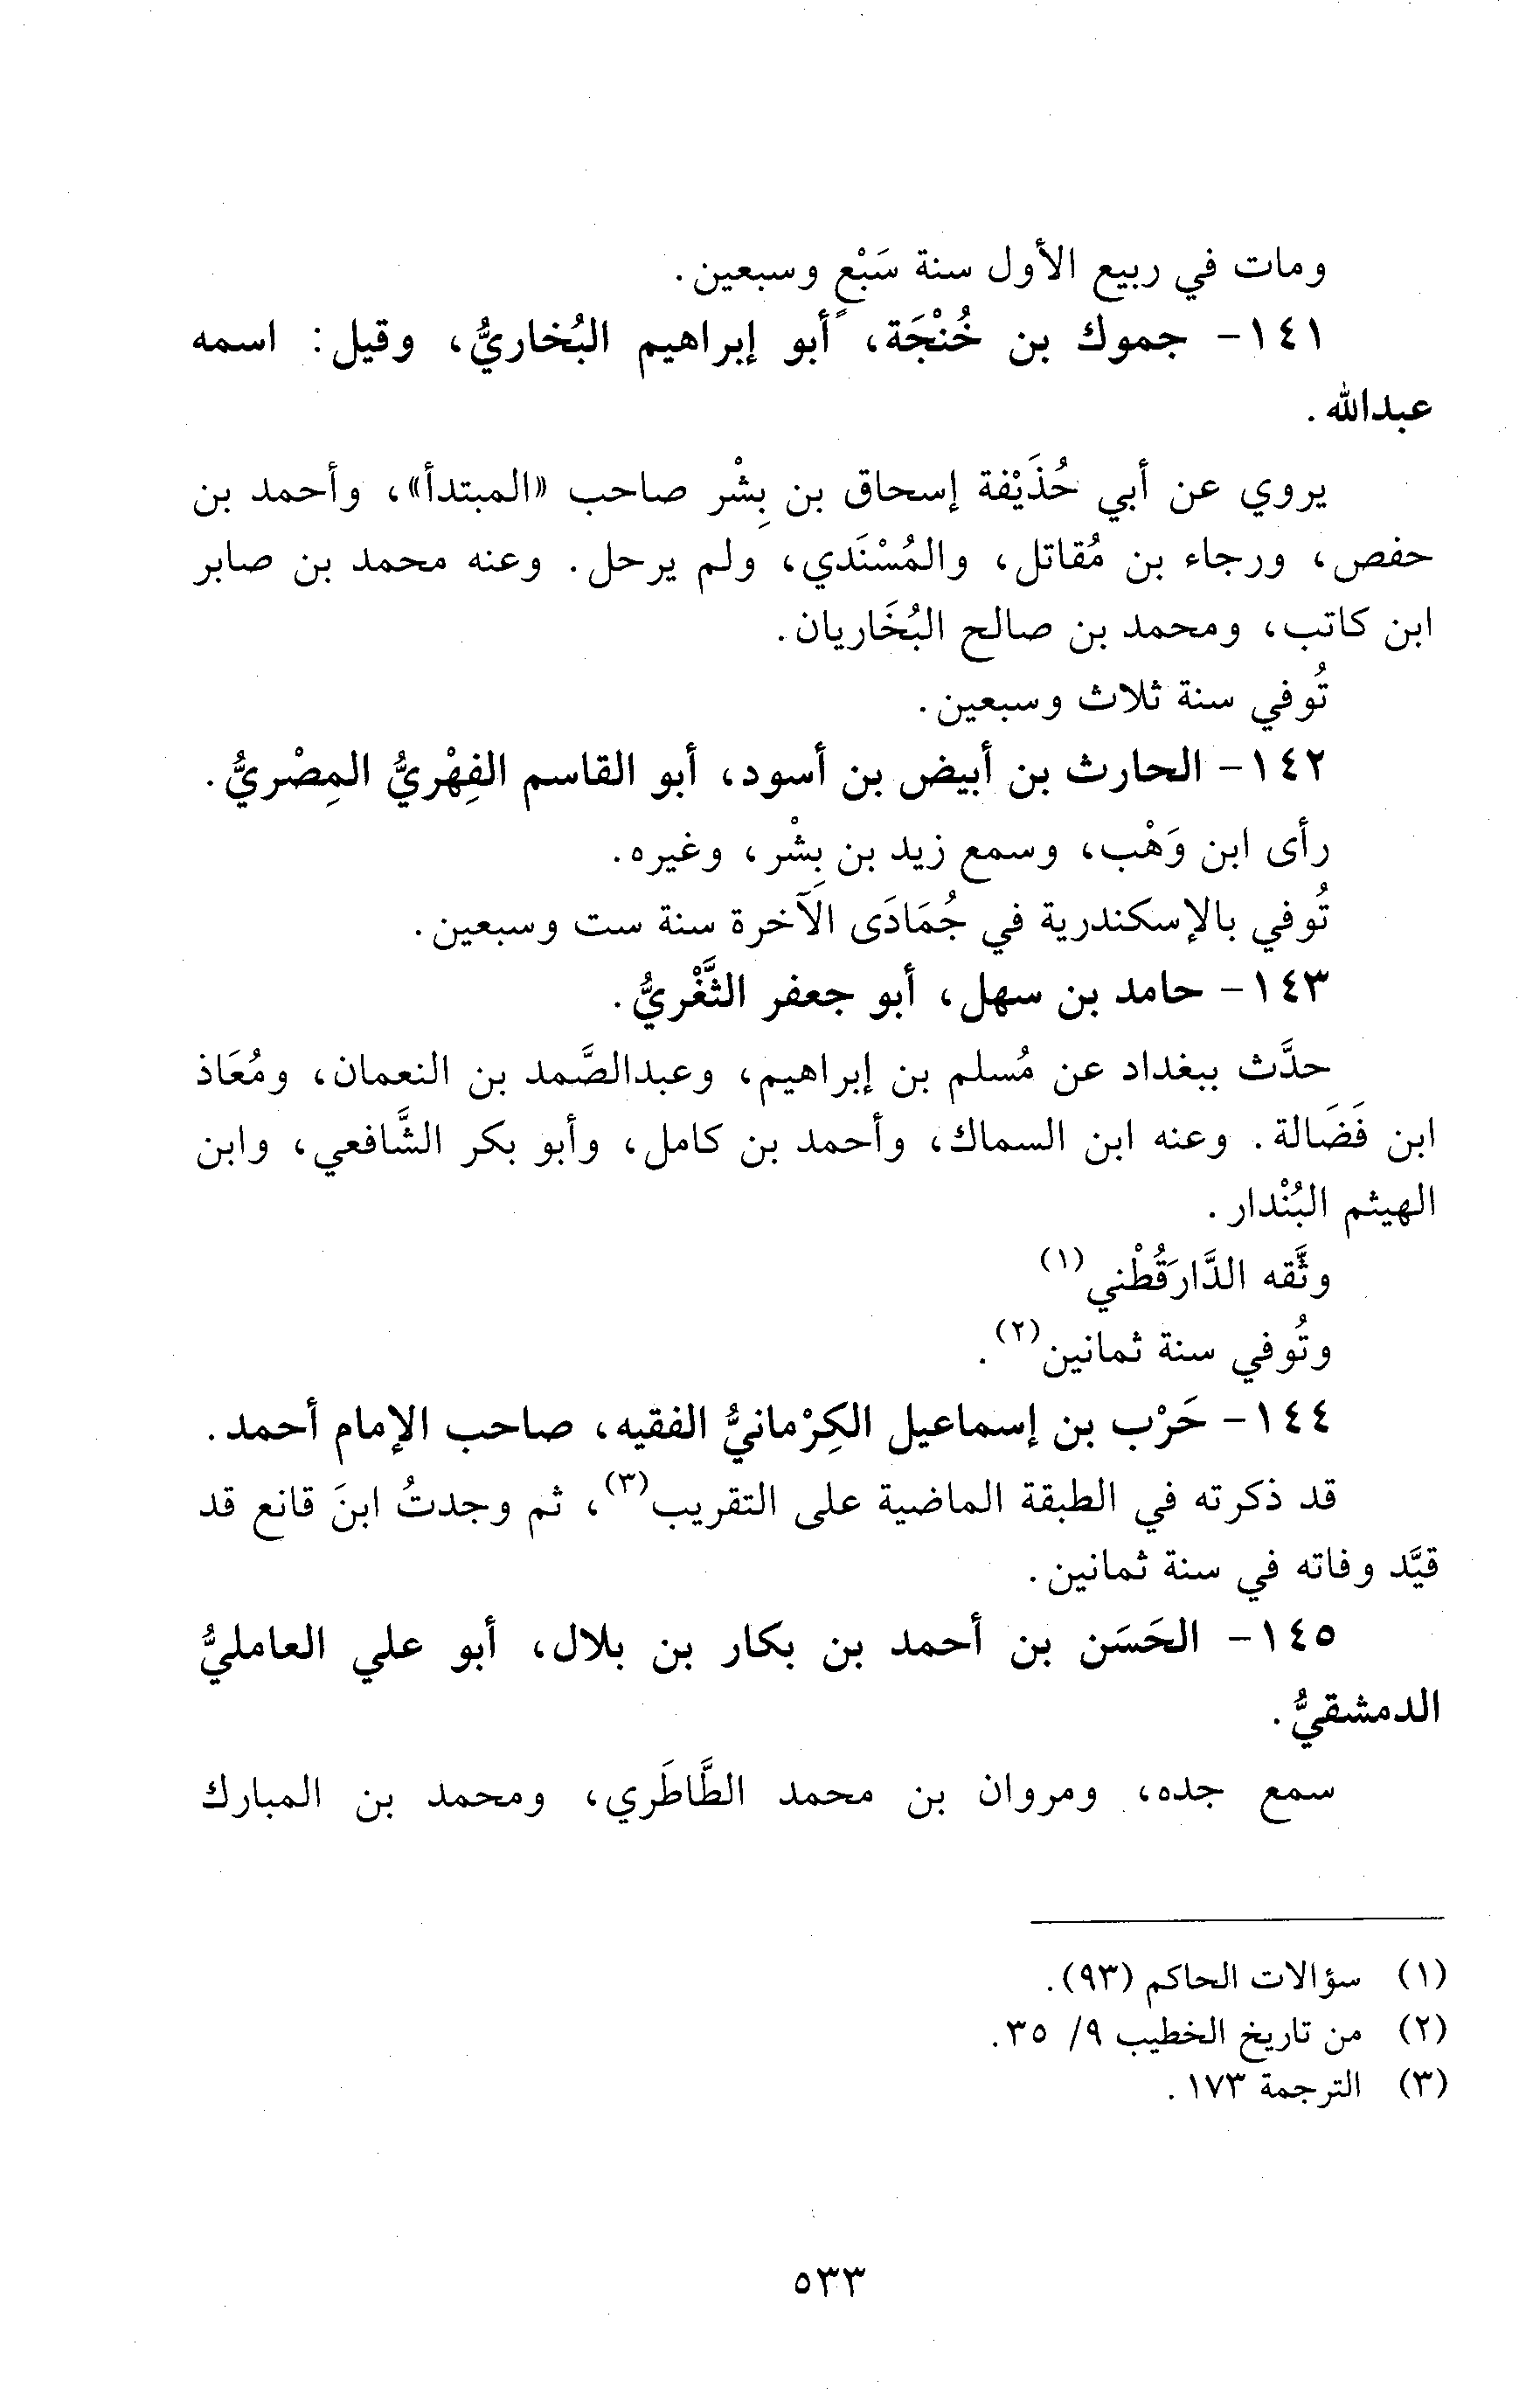 ومات في ربيع الأول سنة سَبْعٍ وسبعين.
١٤١- جموك بن خُنْجَة، أبو إبراهيم البُخاريُّ، وقيل: اسمه
عبدالله.
يروي عن أبي حُذَيْفة إسحاق بن بِشْر صاحب «المبتدأ»، وأحمد بن
حفص، ورجاء بن مُقاتل، والمُسْنَدي، ولم يرحل. وعنه محمد بن صابر
ابن كاتب، ومحمد بن صالح البُخَاريان.
تُوفي سنة ثلاث وسبعين.
١٤٢- الحارث بن أبيض بن أسود، أبو القاسم الفِهْريُّ المِصْريُّ.
رأى ابن وَهْب، وسمع زيد بن بِشْر، وغيره.
تُوفي بالإسكندرية في جُمَادَى الآخرة سنة ست وسبعين.
١٤٣- حامد بن سهل، أبو جعفر الثَّغْريُّ.
حدَّث ببغداد عن مُسلم بن إبراهيم، وعبدالصَّمد بن النعمان، ومُعَاذ
ابن فَضَالة. وعنه ابن السماك، وأحمد بن كامل، وأبو بكر الشَّافعي، وابن
الهيثم البُنْدار.
وثَّقه الدَّارَقُطْني(١)
وتُوفي سنة ثمانين(٢).
١٤٤- حَرْب بن إسماعيل الكِرْمانيُّ الفقيه، صاحب الإمام أحمد.
قد ذكرته في الطبقة الماضية على التقريب(٣)، ثم وجدتُ ابنَ قانع قد
قيَّد وفاته في سنة ثمانين.
١٤٥- الحَسَن بن أحمد بن بكار بن بلال، أبو علي العامليُّ
الدمشقيُّ.
سمع جده، ومروان بن محمد الطَّاطَري، ومحمد بن المبارك
(١) سؤالات الحاكم (٩٣).
(٢) من تاريخ الخطيب ٩/ ٣٥.
(٣) الترجمة ١٧٣.
٥٣٣